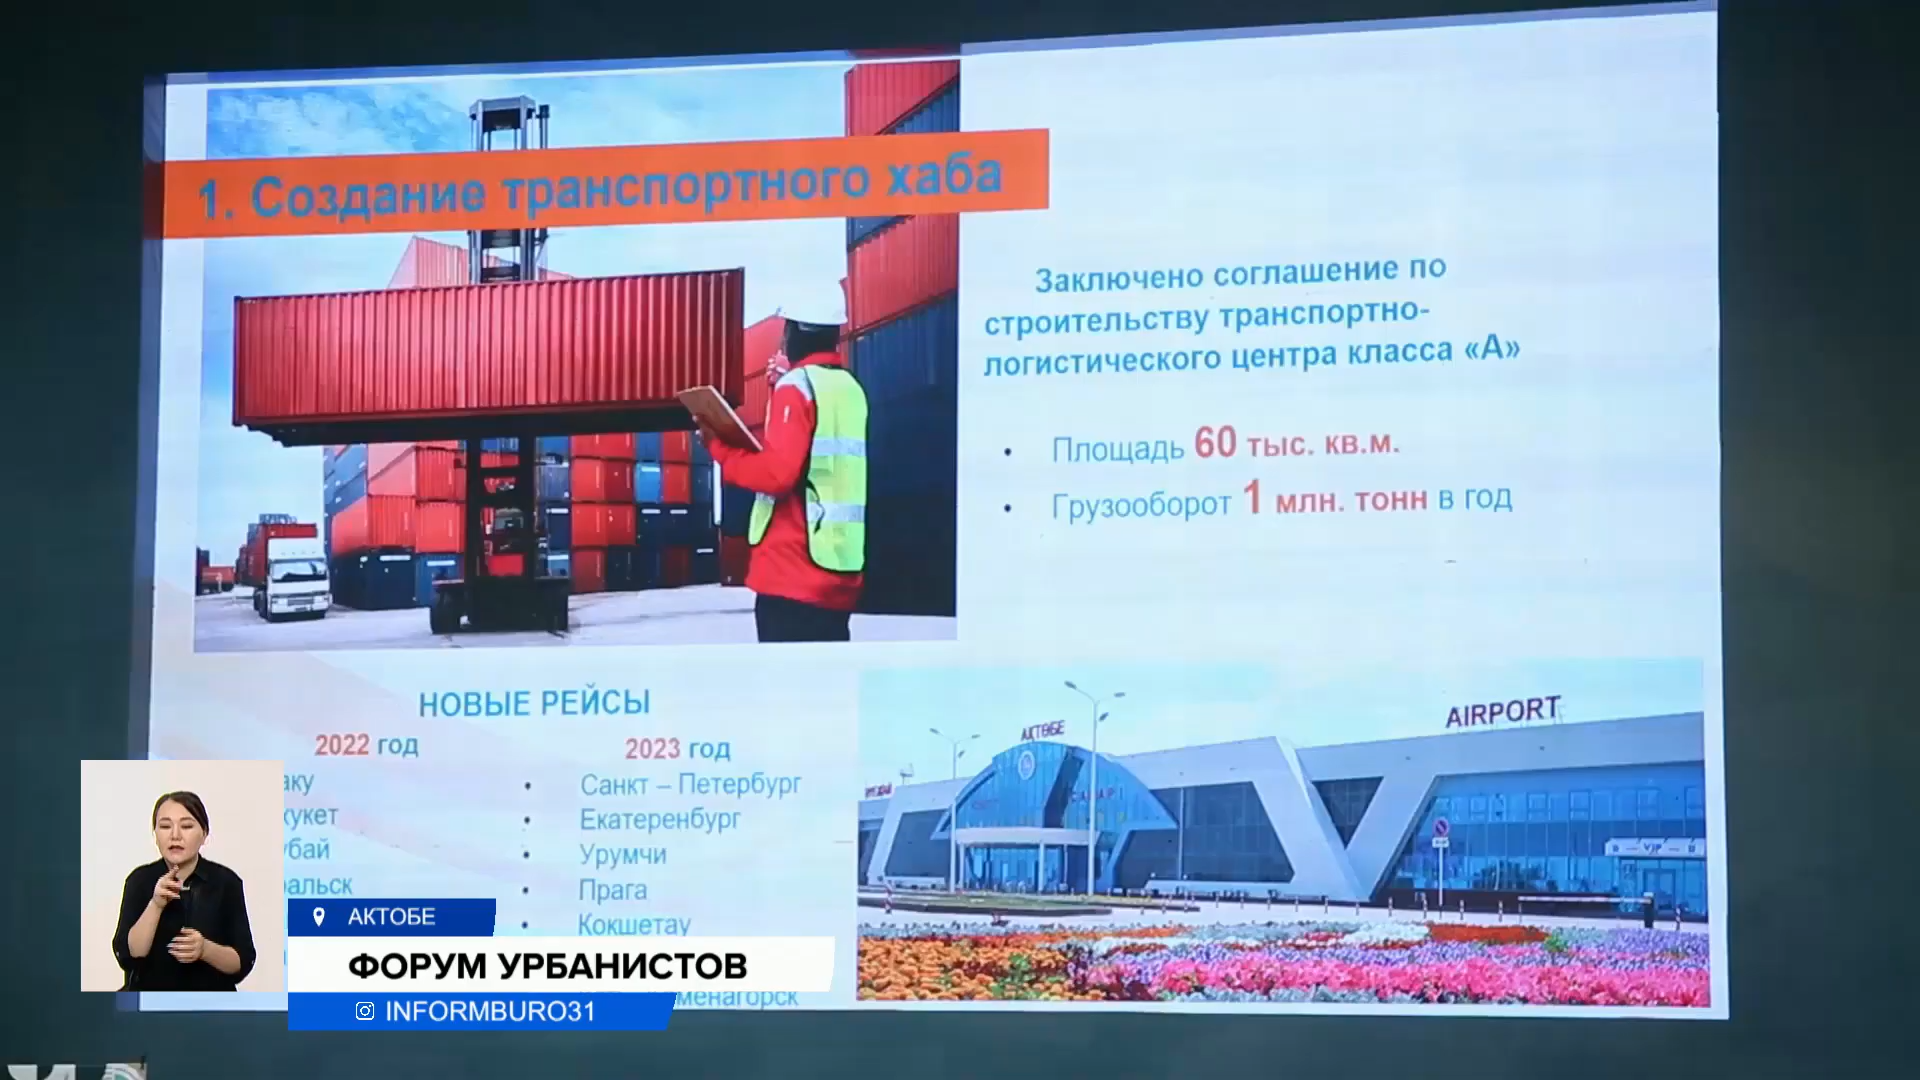 1. Создание транспортного хаба
Заключено соглашение по
строительству транспортно-
логистического центра класса «А»
• Площадь 60 тыс. кв.м.
• Грузооборот 1 млн. тонн в год
НОВЫЕ РЕЙСЫ
2022 год
2023 год
• Санкт – Петербург
• Екатеренбург
• Урумчи
• Прага
• Кокшетау
АКТОБЕ
AIRPORT
VIP
АКТОБЕ
ФОРУМ УРБАНИСТОВ
INFORMBURO31